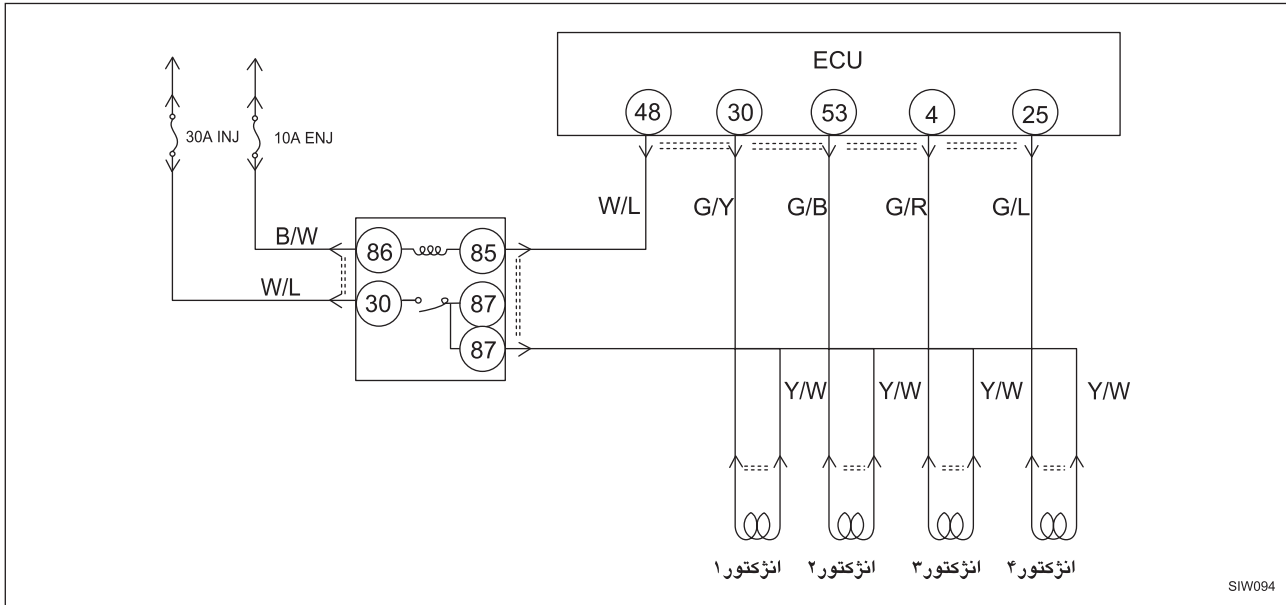 ECU
48 30 53 4 25
30A INJ 10A ENJ
W/L G/Y G/B G/R G/L
B/W
86 85
W/L
30 87
87
Y/W Y/W Y/W Y/W
انژکتور۱ انژکتور۲ انژکتور۳ انژکتور۴
SIW094